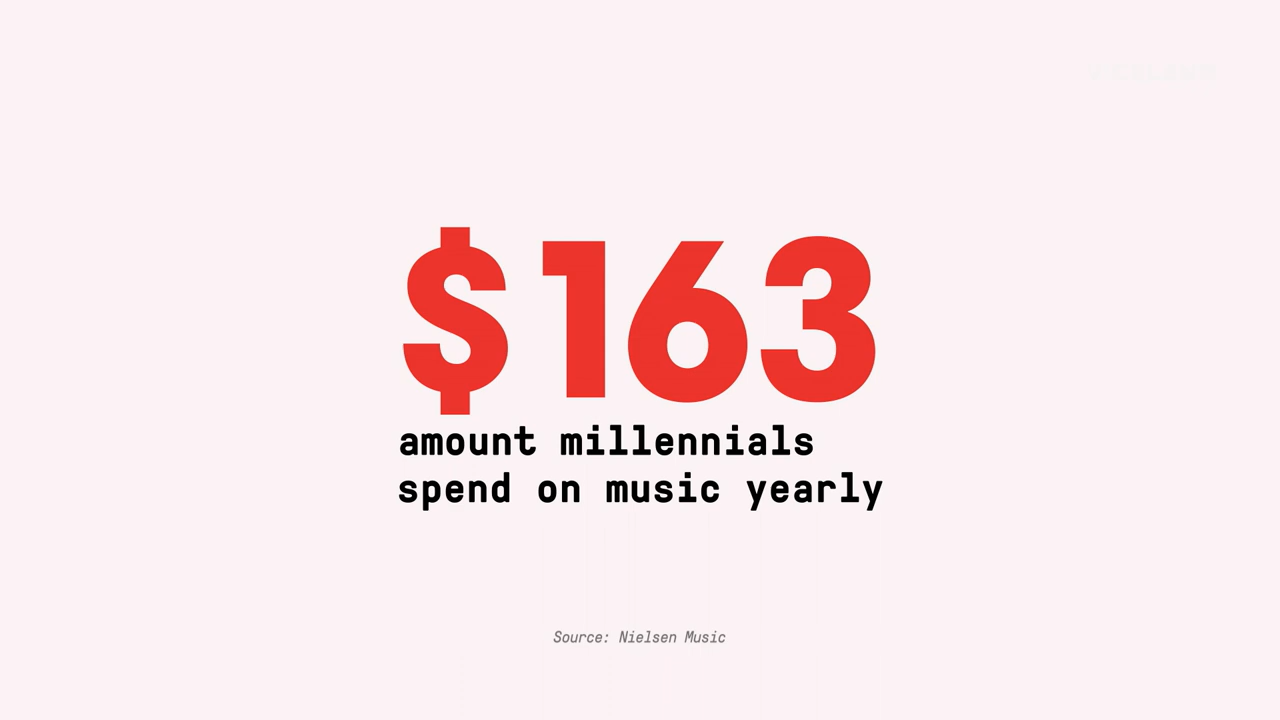 $163
amount millennials
spend on music yearly
Source: Nielsen Music